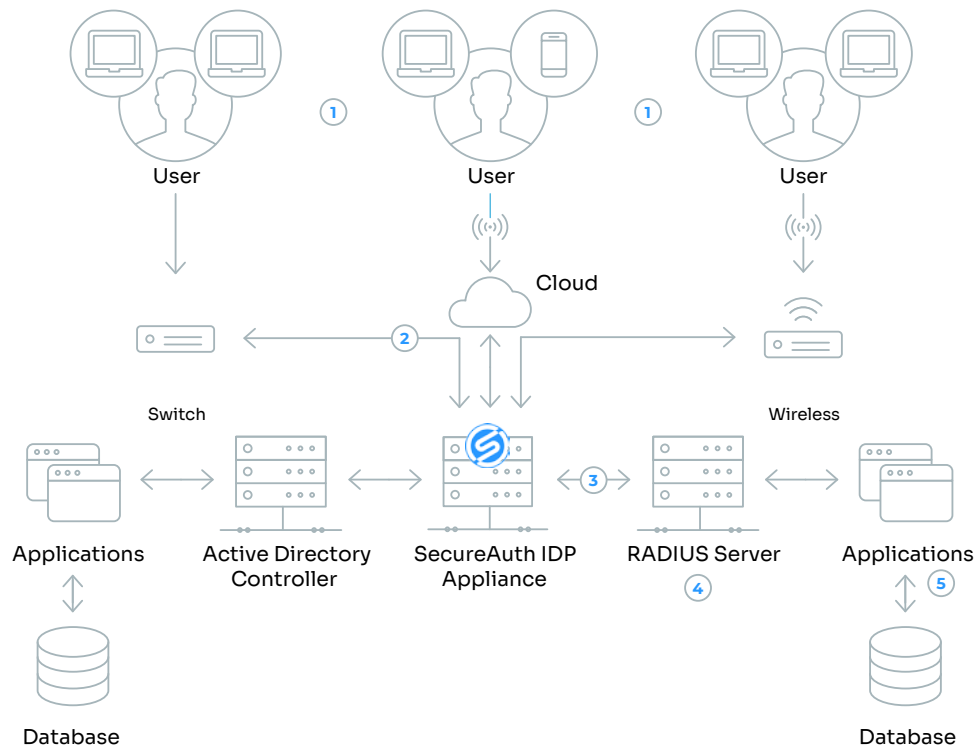 1
1
User
User
User
Cloud
2
Switch
Wireless
3
Applications
Active Directory
Controller
SecureAuth IDP
Appliance
RADIUS Server
Applications
4
5
Database
Database